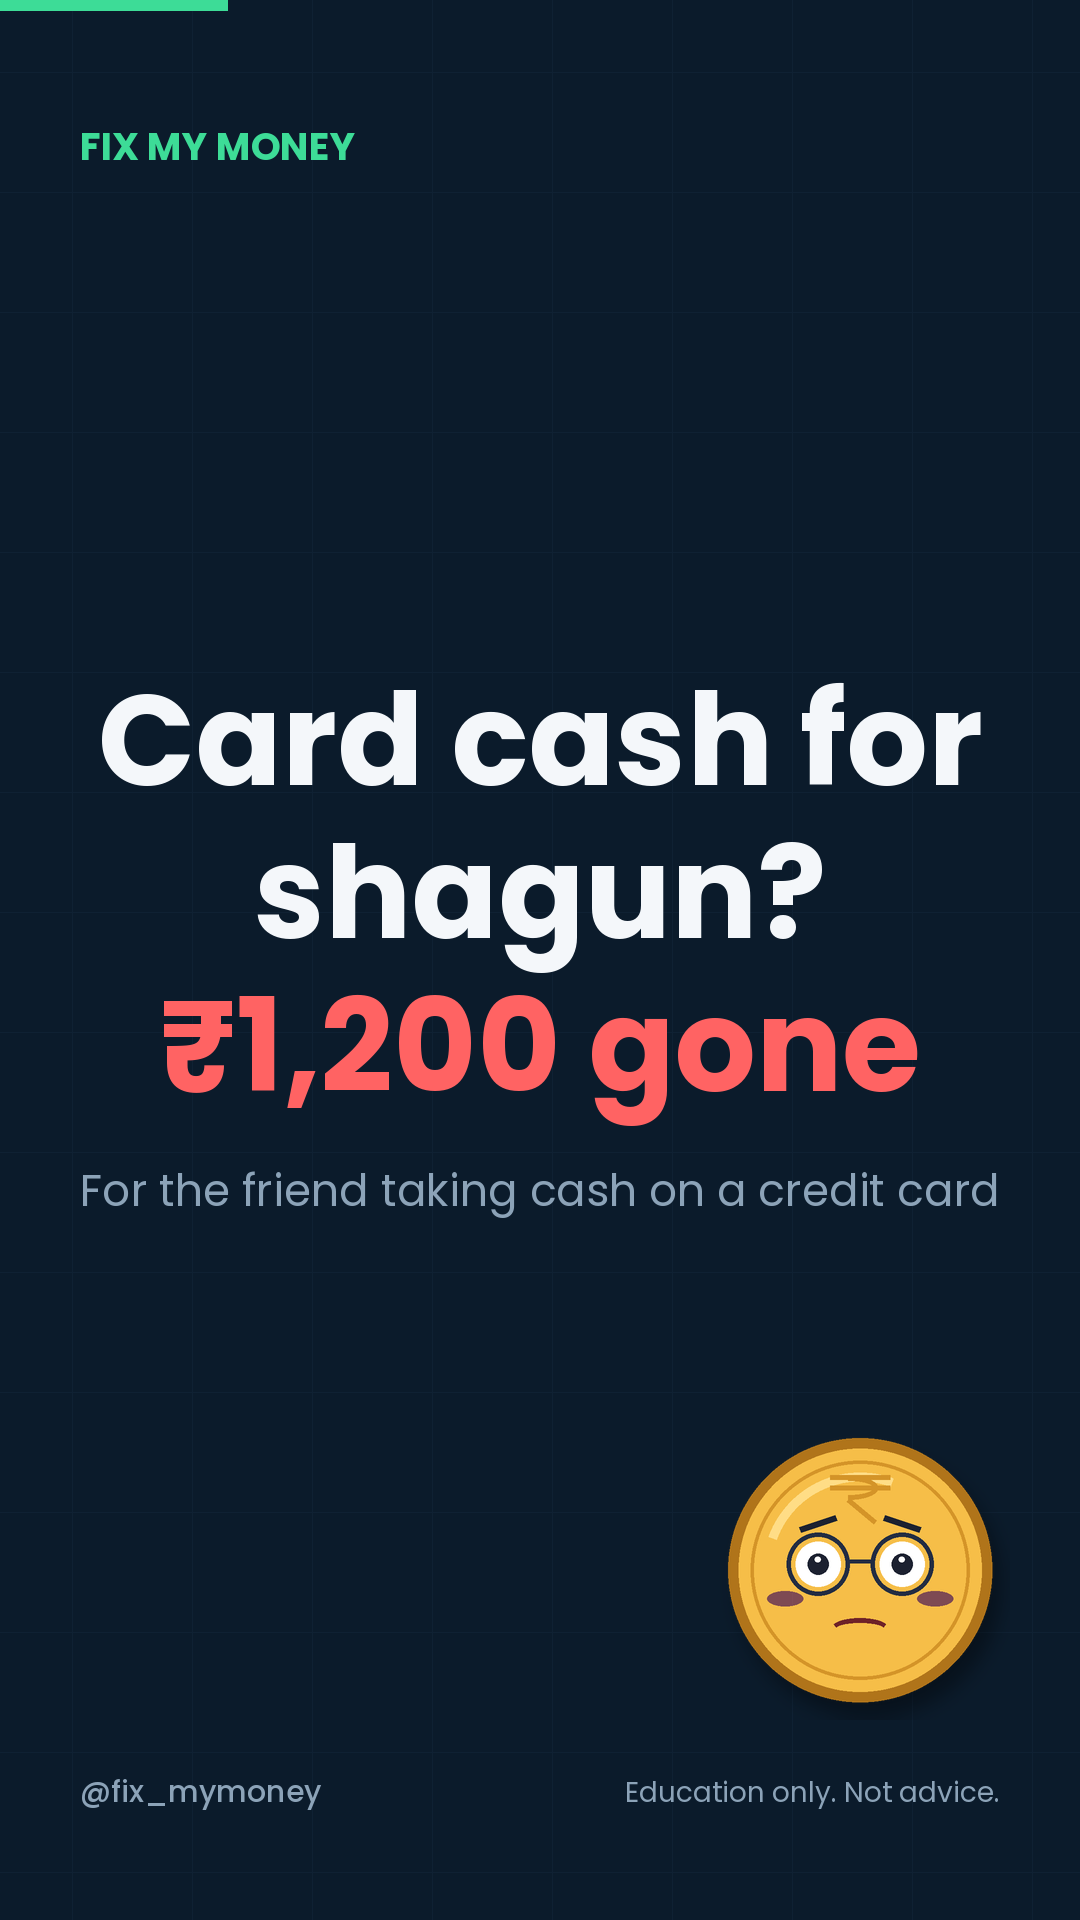 FIX MY MONEY
Card cash for
shagun?
₹1,200 gone
For the friend taking cash on a credit card
₹
@fix_mymoney
Education only. Not advice.